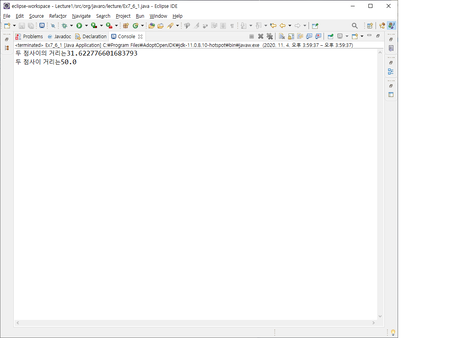 eclipse-workspace - Lecture1/src/org/javaro/lecture/Ex7_6_1.java - Eclipse IDE
File Edit Source Refactor Navigate Search Project Run Window Help
Problems Javadoc Declaration Console
<terminated> Ex7_6_1 [Java Application] C:₩Program Files₩AdoptOpenJDK₩jdk-11.0.8.10-hotspot₩bin₩javaw.exe (2020. 11. 4. 오후 3:59:37 – 오후 3:59:37)
두 점사이의 거리는31.622776601683793
두 점사이 거리는50.0